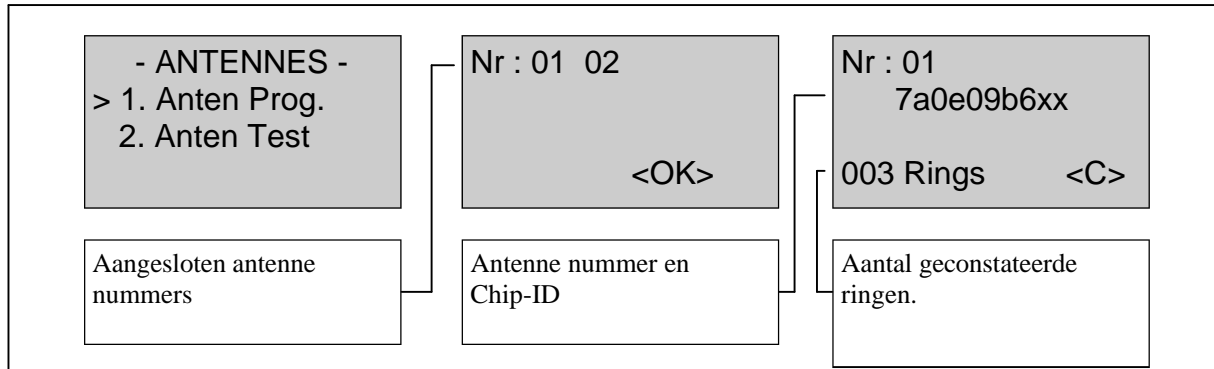 - ANTENNES -
> 1. Anten Prog.
2. Anten Test
Nr : 01 02
<OK>
Nr : 01
7a0e09b6xx
003 Rings <C>
Aangesloten antenne
nummers
Antenne nummer en
Chip-ID
Aantal geconstateerde
ringen.